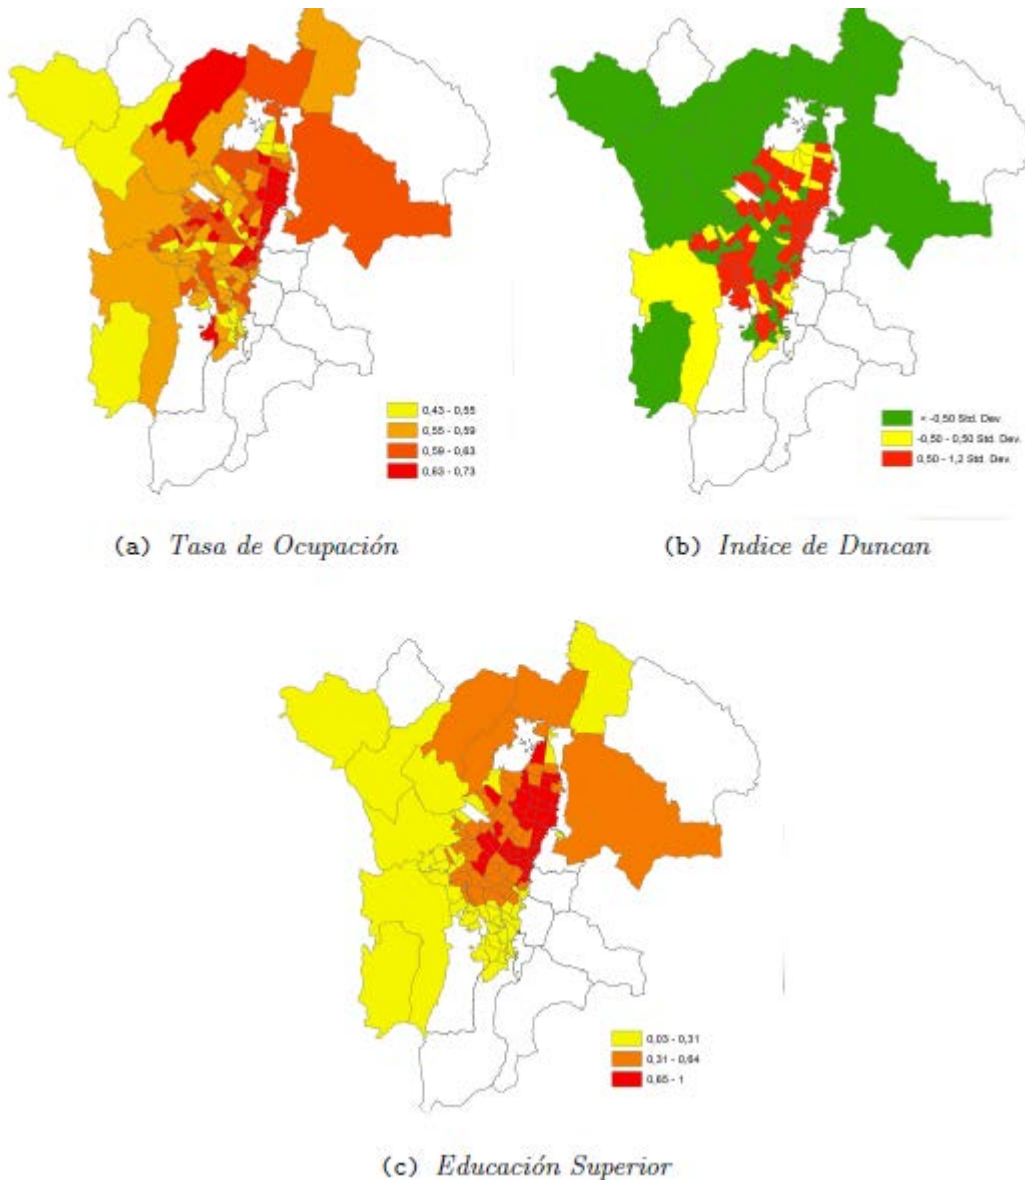 0,43 - 0,55
0,55 - 0,59
0,59 - 0,63
0,63 - 0,73
< -0,50 Std. Dev.
-0,50 - 0,50 Std. Dev.
0,50 - 1,2 Std. Dev.
(a) Tasa de Ocupación
(b) Indice de Duncan
0,03 - 0,31
0,31 - 0,64
0,65 - 1
(c) Educación Superior